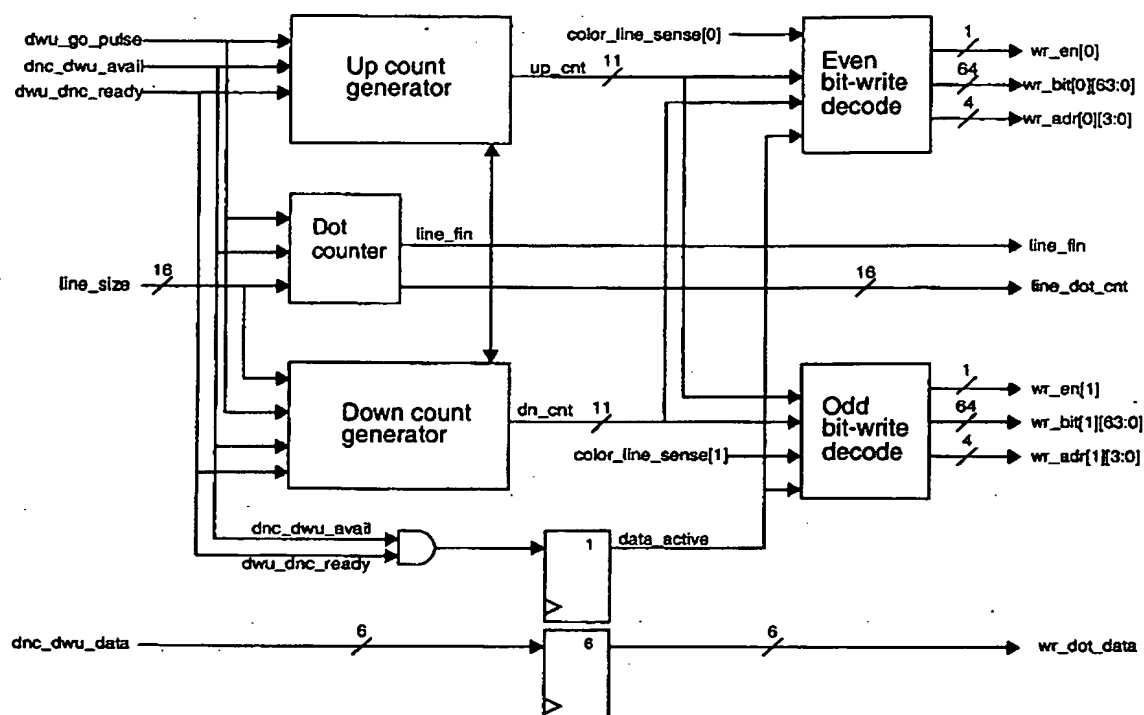 dwu_go_pulse
dnc_dwu_avail
dwu_dnc_ready
Up count
generator
up_cnt
11
color_line_sense[0]
Even
bit-write
decode
1
wr_en[0]
64
wr_bit[0][63:0]
4
wr_adr[0][3:0]
Dot
counter
line_fin
line_fin
line_size
16
16
line_dot_cnt
Down count
generator
dn_cnt
11
color_line_sense[1]
Odd
bit-write
decode
1
wr_en[1]
64
wr_bit[1][63:0]
4
wr_adr[1][3:0]
dnc_dwu_avail
dwu_dnc_ready
1
data_active
dnc_dwu_data
6
6
6
wr_dot_data